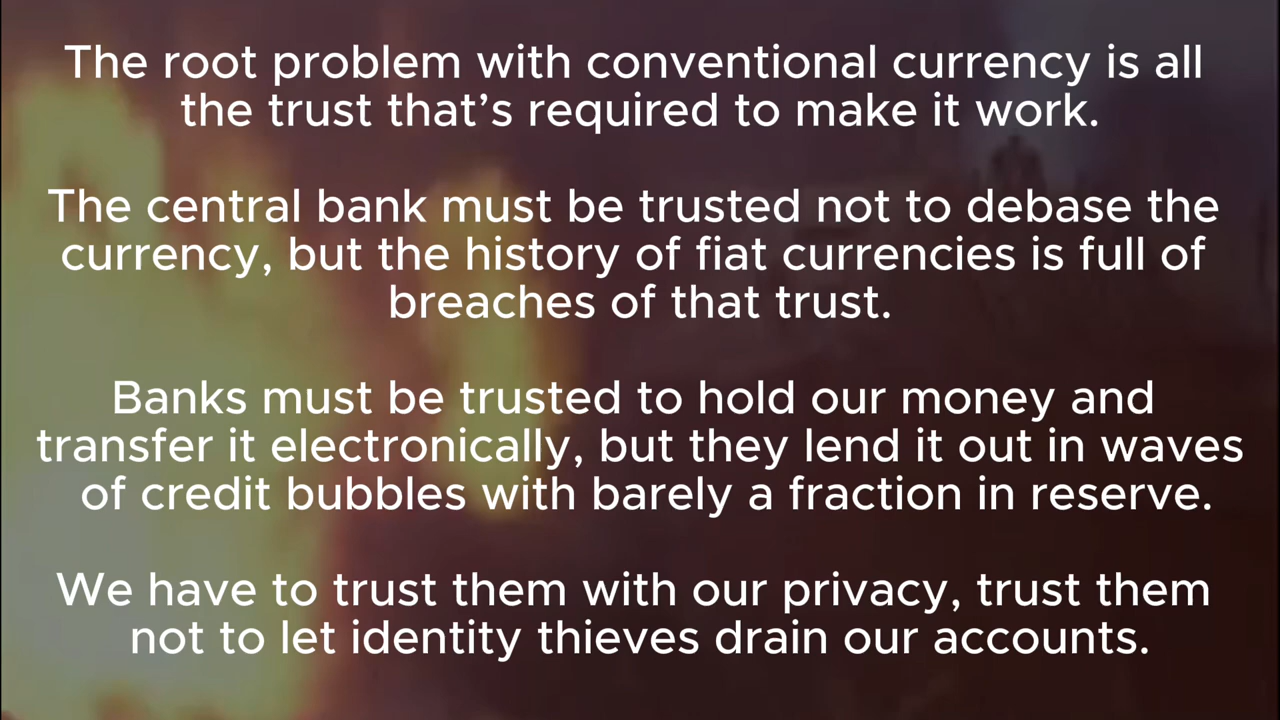 The root problem with conventional currency is all
the trust that’s required to make it work.
The central bank must be trusted not to debase the
currency, but the history of fiat currencies is full of
breaches of that trust.
Banks must be trusted to hold our money and
transfer it electronically, but they lend it out in waves
of credit bubbles with barely a fraction in reserve.
We have to trust them with our privacy, trust them
not to let identity thieves drain our accounts.